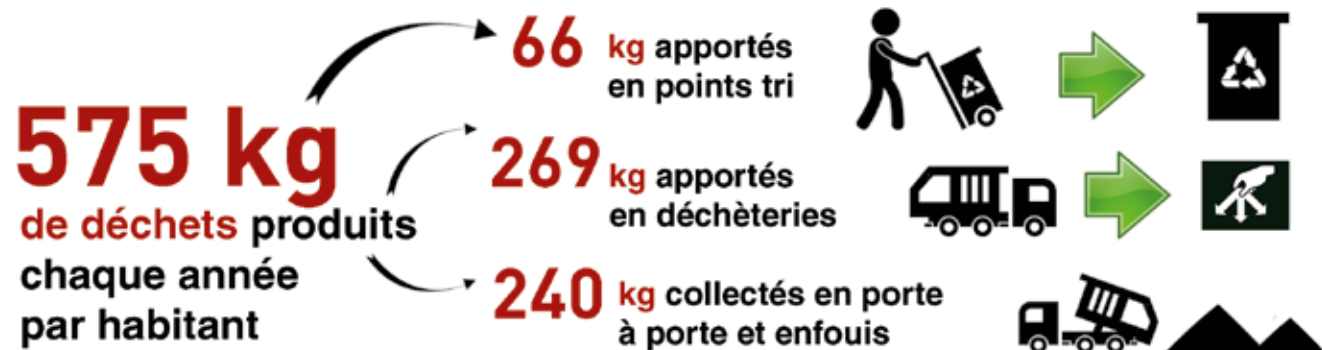 575 kg
de déchets produits
chaque année
par habitant
66 kg apportés
en points tri
269 kg apportés
en déchèteries
240 kg collectés en porte
à porte et enfouis